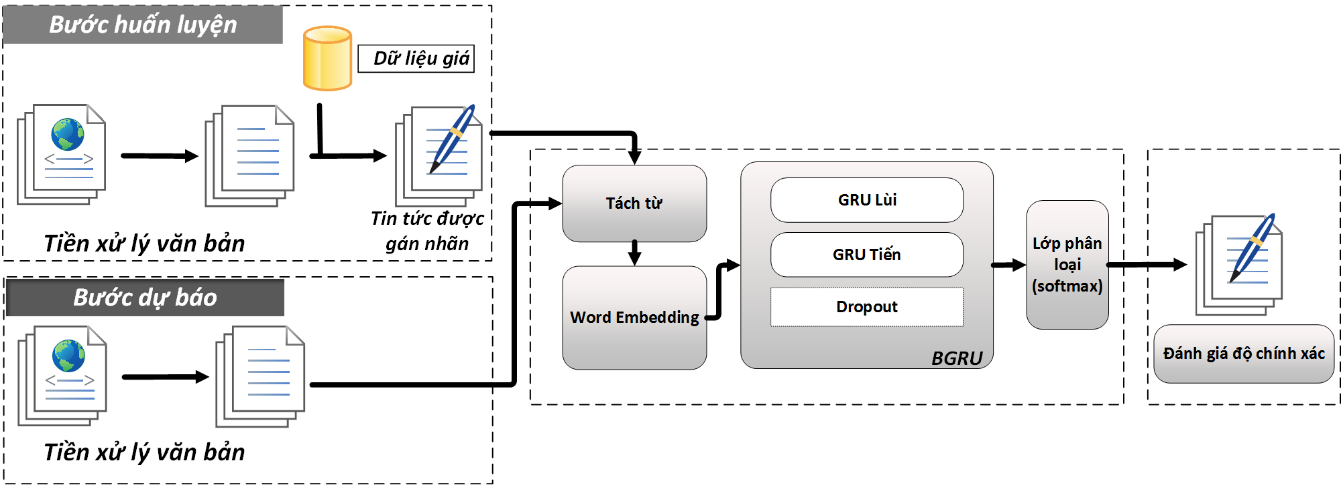 Bước huấn luyện
Dữ liệu giá
Tin tức được
gán nhãn
Tiền xử lý văn bản
Bước dự báo
Tiền xử lý văn bản
Tách từ
Word Embedding
GRU Lùi
GRU Tiến
Dropout
BGRU
Lớp phân
loại
(softmax)
Đánh giá độ chính xác